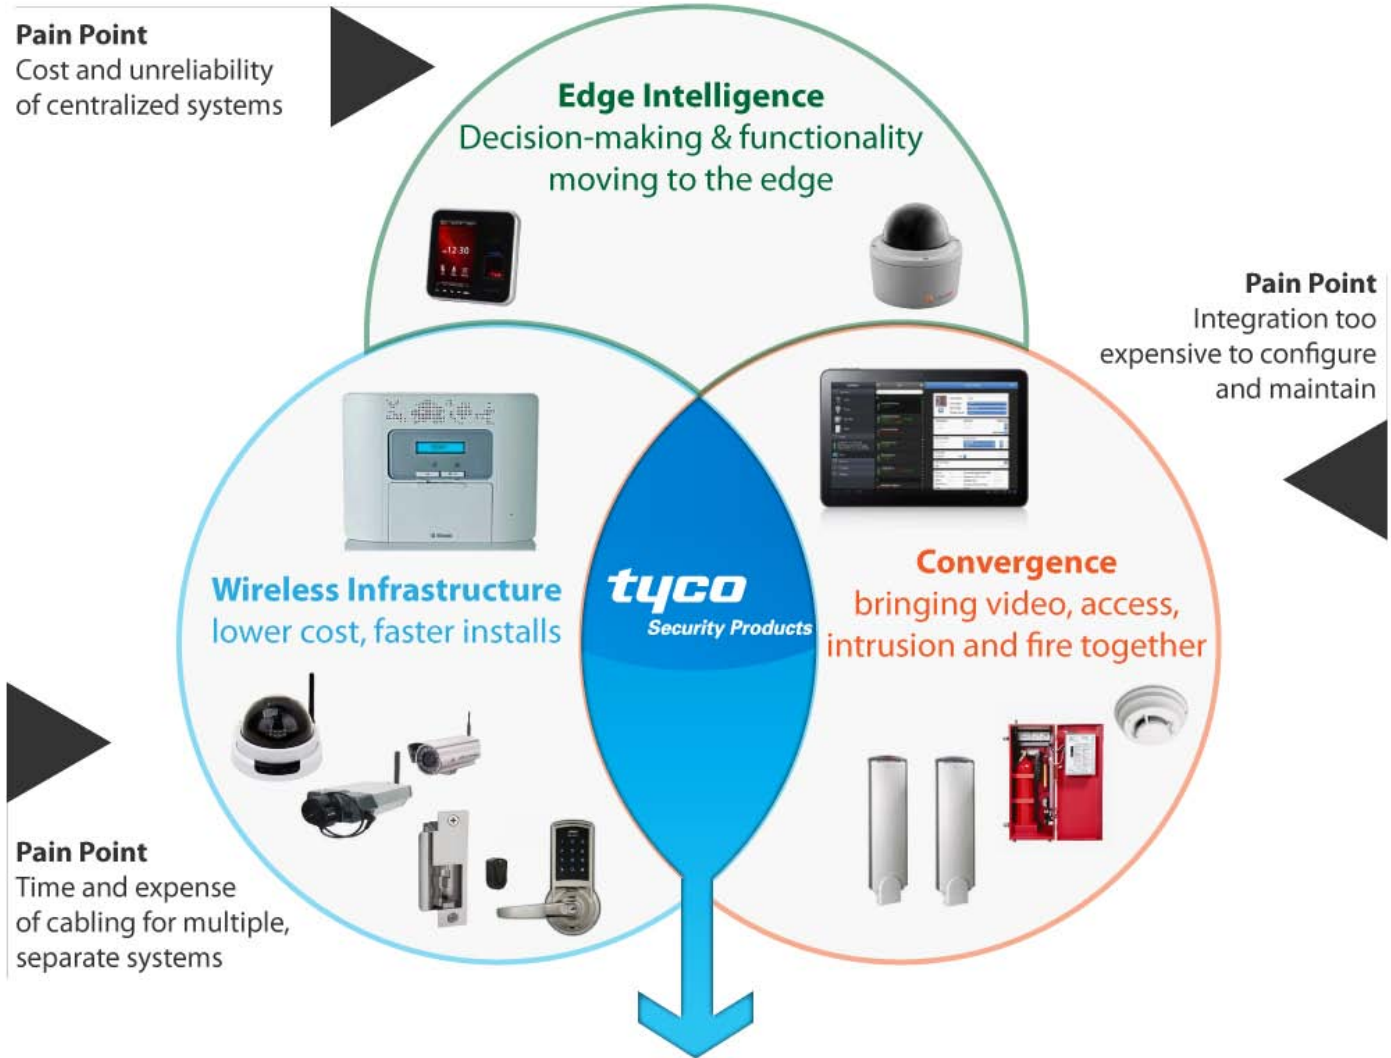 Pain Point
Cost and unreliability
of centralized systems
Edge Intelligence
Decision-making & functionality
moving to the edge
12:30
Pain Point
Integration too
expensive to configure
and maintain
Wireless Infrastructure
lower cost, faster installs
tyco
Security Products
Convergence
bringing video, access,
intrusion and fire together
Pain Point
Time and expense
of cabling for multiple,
separate systems